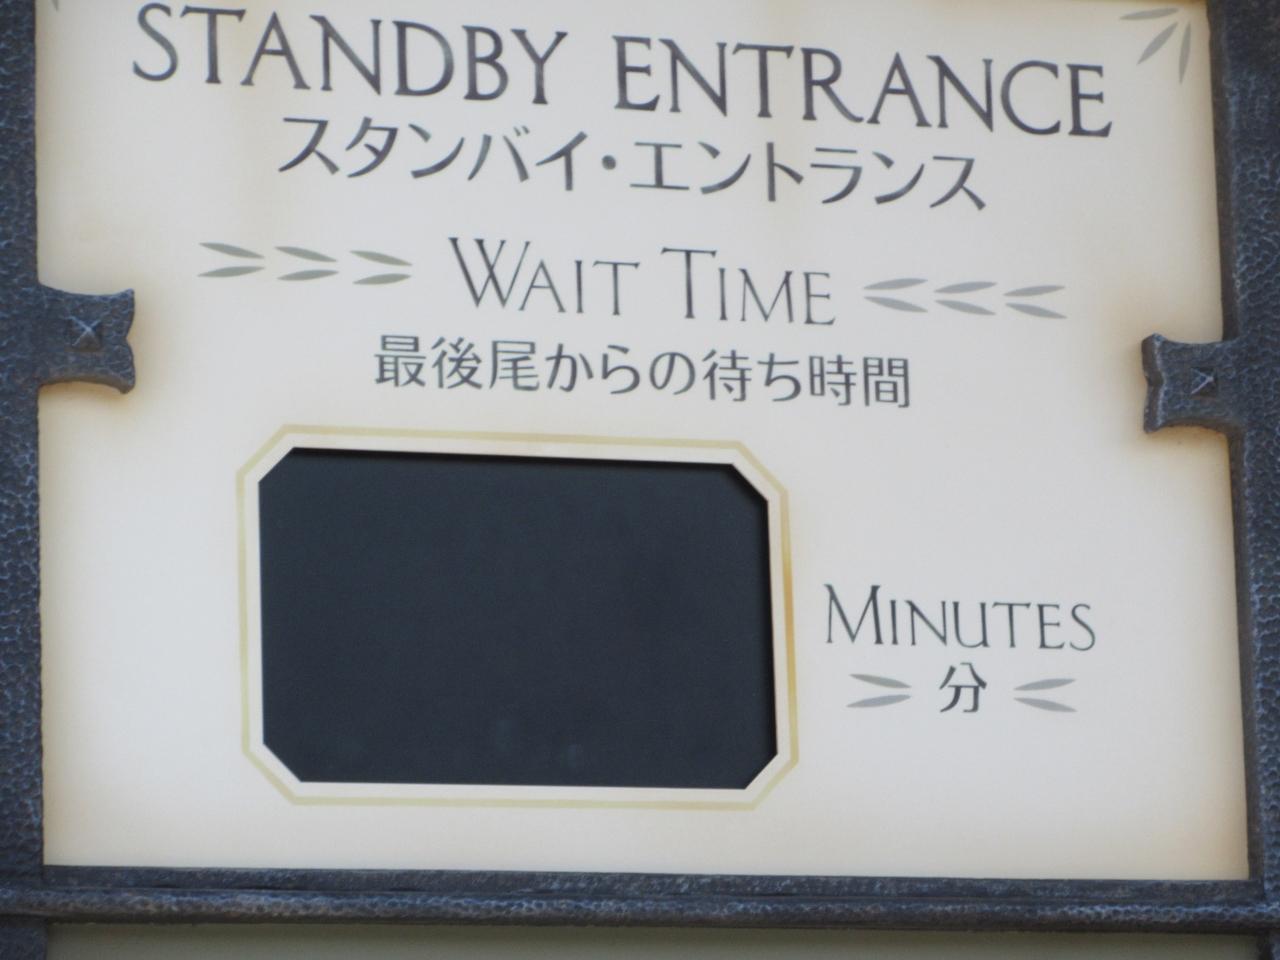 STANDBY ENTRANCE
スタンバイ・エントランス
WAIT TIME
最後尾からの待ち時間
MINUTES
分